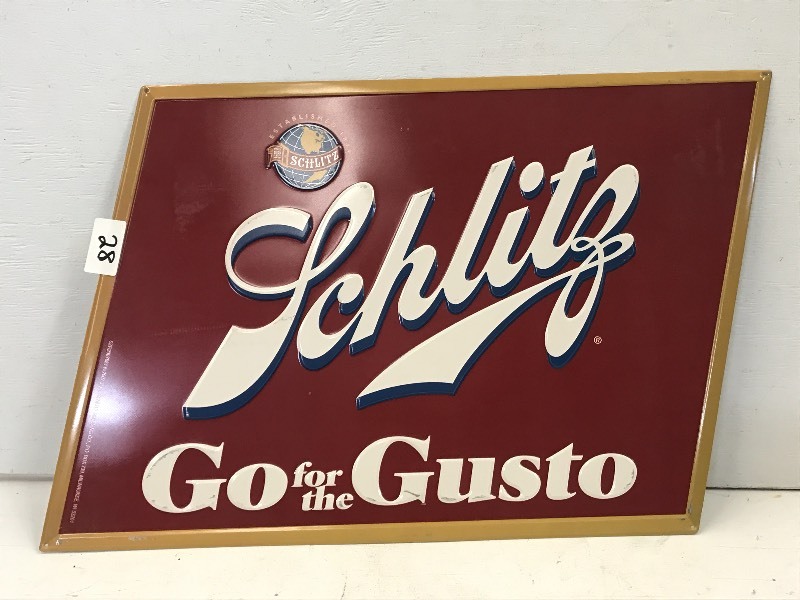 ESTABLISHED
SCHLITZ
Schlitz
®
Go for the Gusto
28